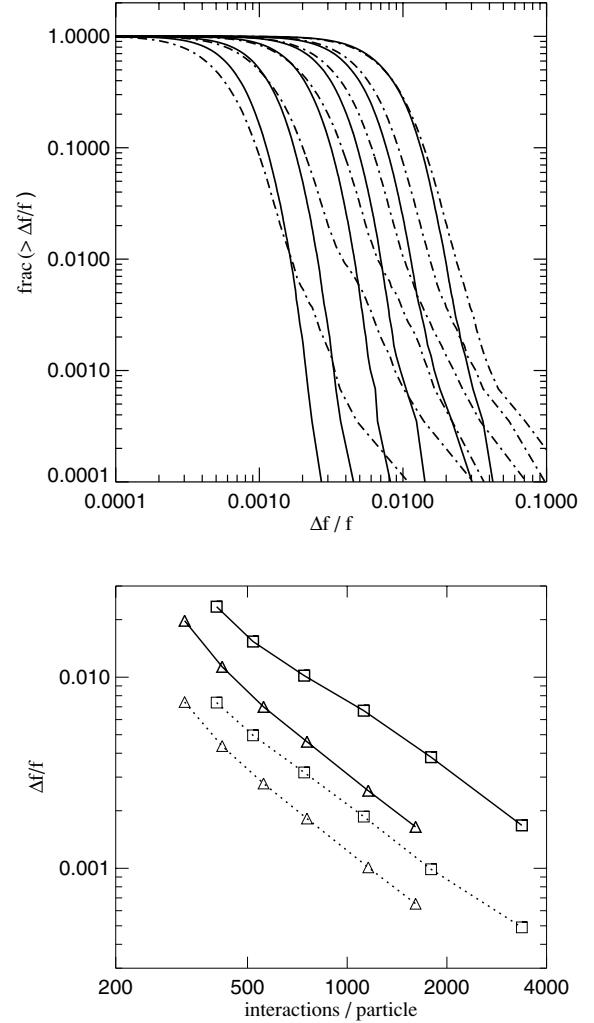 1.0000
0.1000
0.0100
0.0010
0.0001
frac (> Δf/f )
0.0001 0.0010 0.0100 0.1000
Δf / f
0.010
0.001
Δf/f
200 500 1000 2000 4000
interactions / particle